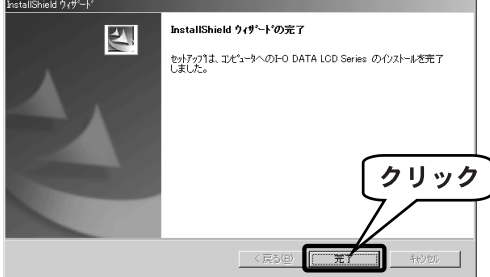 InstallShield ウィザード
InstallShield ウィザードの完了
セットアップは、コンピュータへのI-O DATA LCD Series のインストールを完了
しました。
クリック
< 戻る(B)
完了
キャンセル